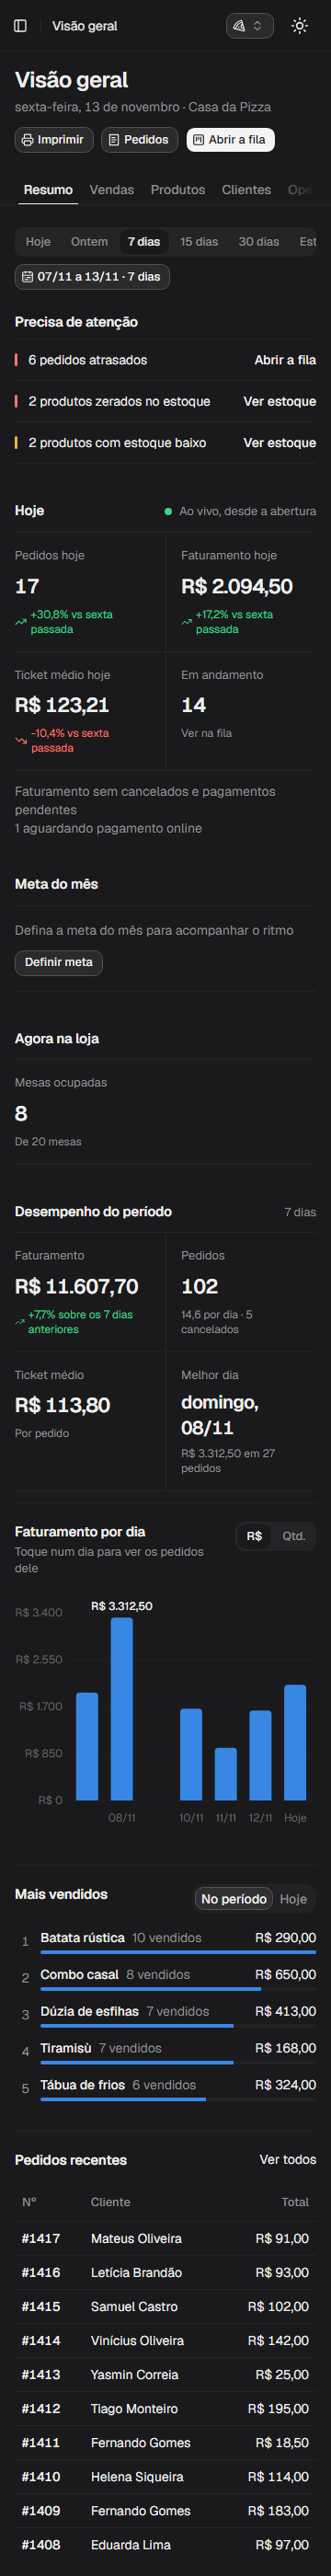 Visão geral
Visão geral
sexta-feira, 13 de novembro · Casa da Pizza
Imprimir Pedidos Abrir a fila
Resumo Vendas Produtos Clientes Ope
Hoje Ontem 7 dias 15 dias 30 dias Est
07/11 a 13/11 · 7 dias
Precisa de atenção
6 pedidos atrasados Abrir a fila
2 produtos zerados no estoque Ver estoque
2 produtos com estoque baixo Ver estoque
Hoje Ao vivo, desde a abertura
Pedidos hoje
17
+30,8% vs sexta
passada
Faturamento hoje
R$ 2.094,50
+17,2% vs sexta
passada
Ticket médio hoje
R$ 123,21
-10,4% vs sexta
passada
Em andamento
14
Ver na fila
Faturamento sem cancelados e pagamentos
pendentes
1 aguardando pagamento online
Meta do mês
Defina a meta do mês para acompanhar o ritmo
Definir meta
Agora na loja
Mesas ocupadas
8
De 20 mesas
Desempenho do período 7 dias
Faturamento
R$ 11.607,70
+7,7% sobre os 7 dias
anteriores
Pedidos
102
14,6 por dia · 5
cancelados
Ticket médio
R$ 113,80
Por pedido
Melhor dia
domingo,
08/11
R$ 3.312,50 em 27
pedidos
Faturamento por dia R$ Qtd.
Toque num dia para ver os pedidos
dele
R$ 3.312,50
R$ 3.400
R$ 2.550
R$ 1.700
R$ 850
R$ 0
08/11 10/11 11/11 12/11 Hoje
Mais vendidos No período Hoje
1 Batata rústica 10 vendidos R$ 290,00
2 Combo casal 8 vendidos R$ 650,00
3 Dúzia de esfihas 7 vendidos R$ 413,00
4 Tiramisù 7 vendidos R$ 168,00
5 Tábua de frios 6 vendidos R$ 324,00
Pedidos recentes Ver todos
Nº Cliente Total
#1417 Mateus Oliveira R$ 91,00
#1416 Letícia Brandão R$ 93,00
#1415 Samuel Castro R$ 102,00
#1414 Vinícius Oliveira R$ 142,00
#1413 Yasmin Correia R$ 25,00
#1412 Tiago Monteiro R$ 195,00
#1411 Fernando Gomes R$ 18,50
#1410 Helena Siqueira R$ 114,00
#1409 Fernando Gomes R$ 183,00
#1408 Eduarda Lima R$ 97,00